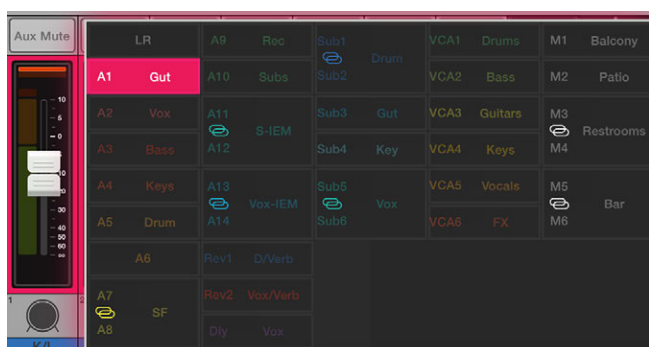 Aux Mute
10
5
0
10
30
40
50
60
∞
1
2
LR
A1 Gut
A2 Vox
A3 Bass
A4 Keys
A5 Drum
A6
A7
SF
A8
A9 Rec
A10 Subs
A11
S-IEM
A12
A13
Vox-IEM
A14
Rev1 D/Verb
Rev2 Vox/Verb
Dly Vox
Sub1
Drum
Sub2
Sub3 Gut
Sub4 Key
Sub5
Vox
Sub6
VCA1 Drums
VCA2 Bass
VCA3 Guitars
VCA4 Keys
VCA5 Vocals
VCA6 FX
M1 Balcony
M2 Patio
M3
Restrooms
M4
M5
Bar
M6